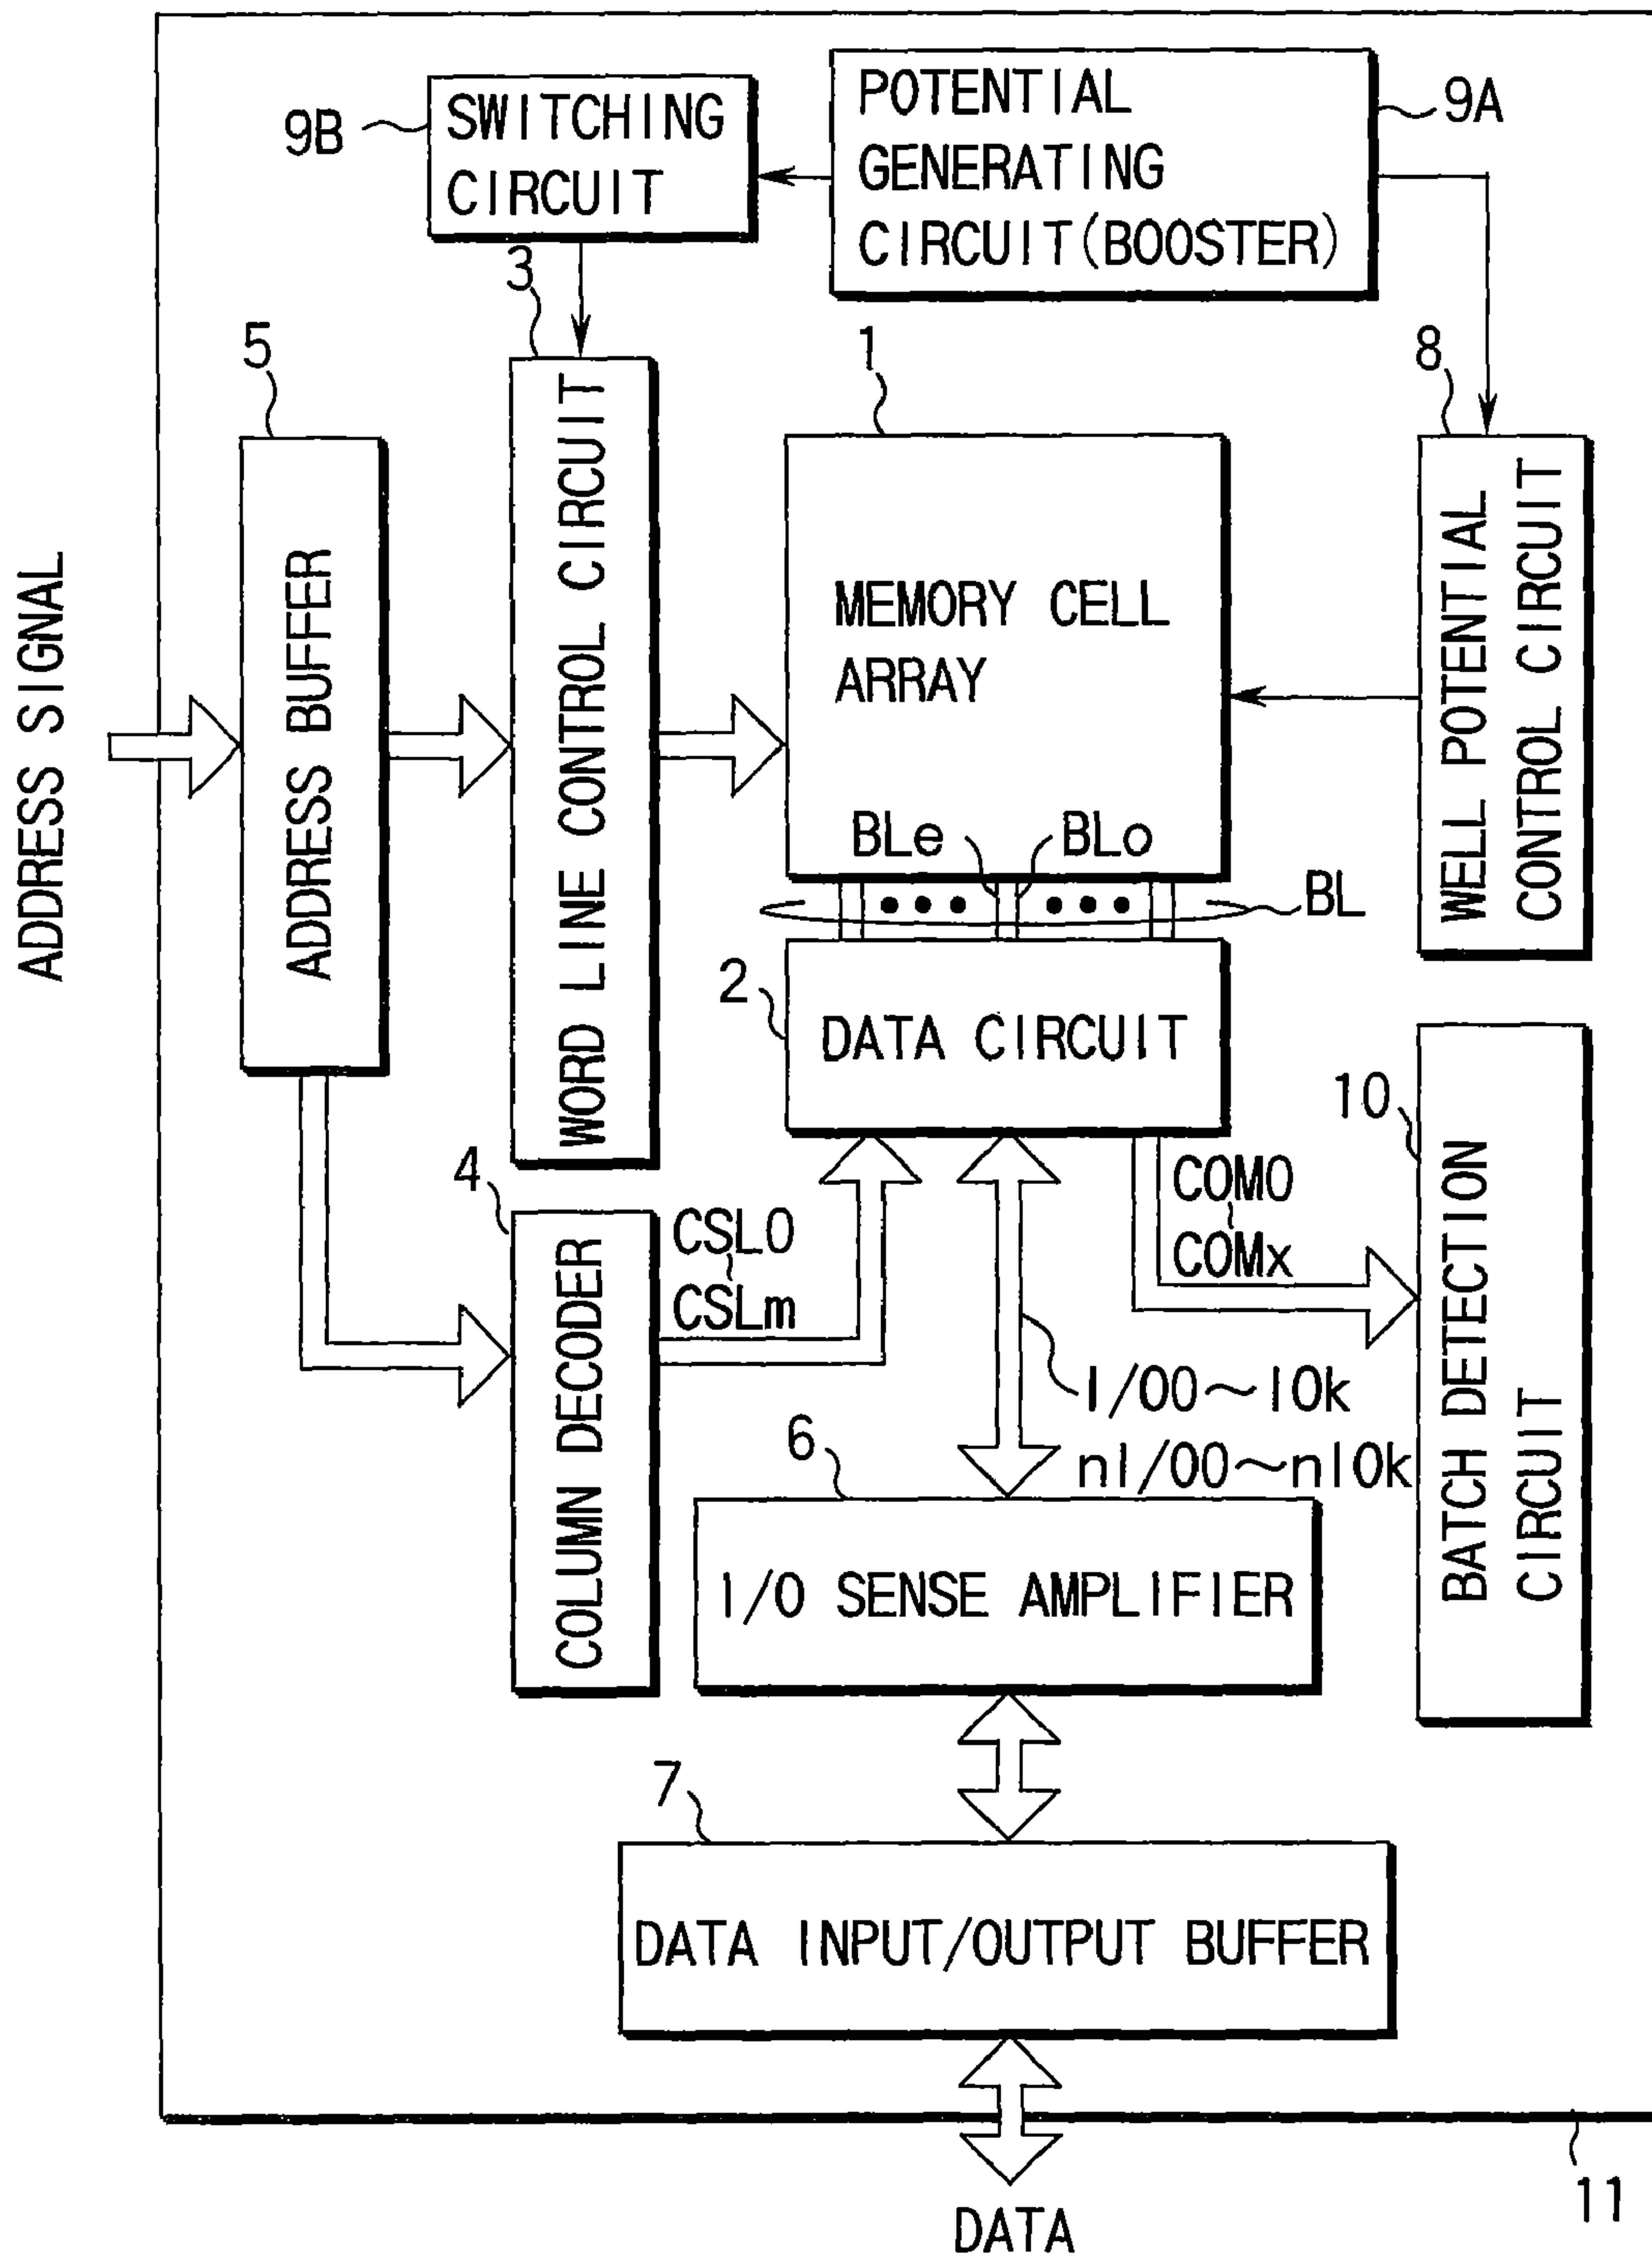 9B
SWITCHING
CIRCUIT
POTENTIAL
GENERATING
CIRCUIT(BOOSTER)
9A
3
5
1
8
ADDRESS SIGNAL
ADDRESS BUFFER
WORD LINE CONTROL CIRCUIT
MEMORY CELL
ARRAY
WELL POTENTIAL
CONTROL CIRCUIT
BLe
BLo
BL
2
DATA CIRCUIT
10
4
COLUMN DECODER
CSL0
~
CSLm
COM0
~
COMx
BATCH DETECTION
CIRCUIT
I/O0~IOk
nI/O0~nIOk
6
I/O SENSE AMPLIFIER
7
DATA INPUT/OUTPUT BUFFER
11
DATA